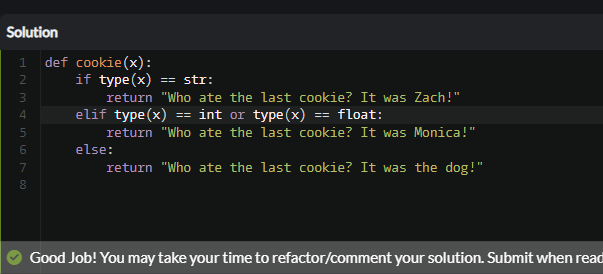 Solution
1 def cookie(x):
2     if type(x) == str:
3         return "Who ate the last cookie? It was Zach!"
4     elif type(x) == int or type(x) == float:
5         return "Who ate the last cookie? It was Monica!"
6     else:
7         return "Who ate the last cookie? It was the dog!"
8
Good Job! You may take your time to refactor/comment your solution. Submit when read